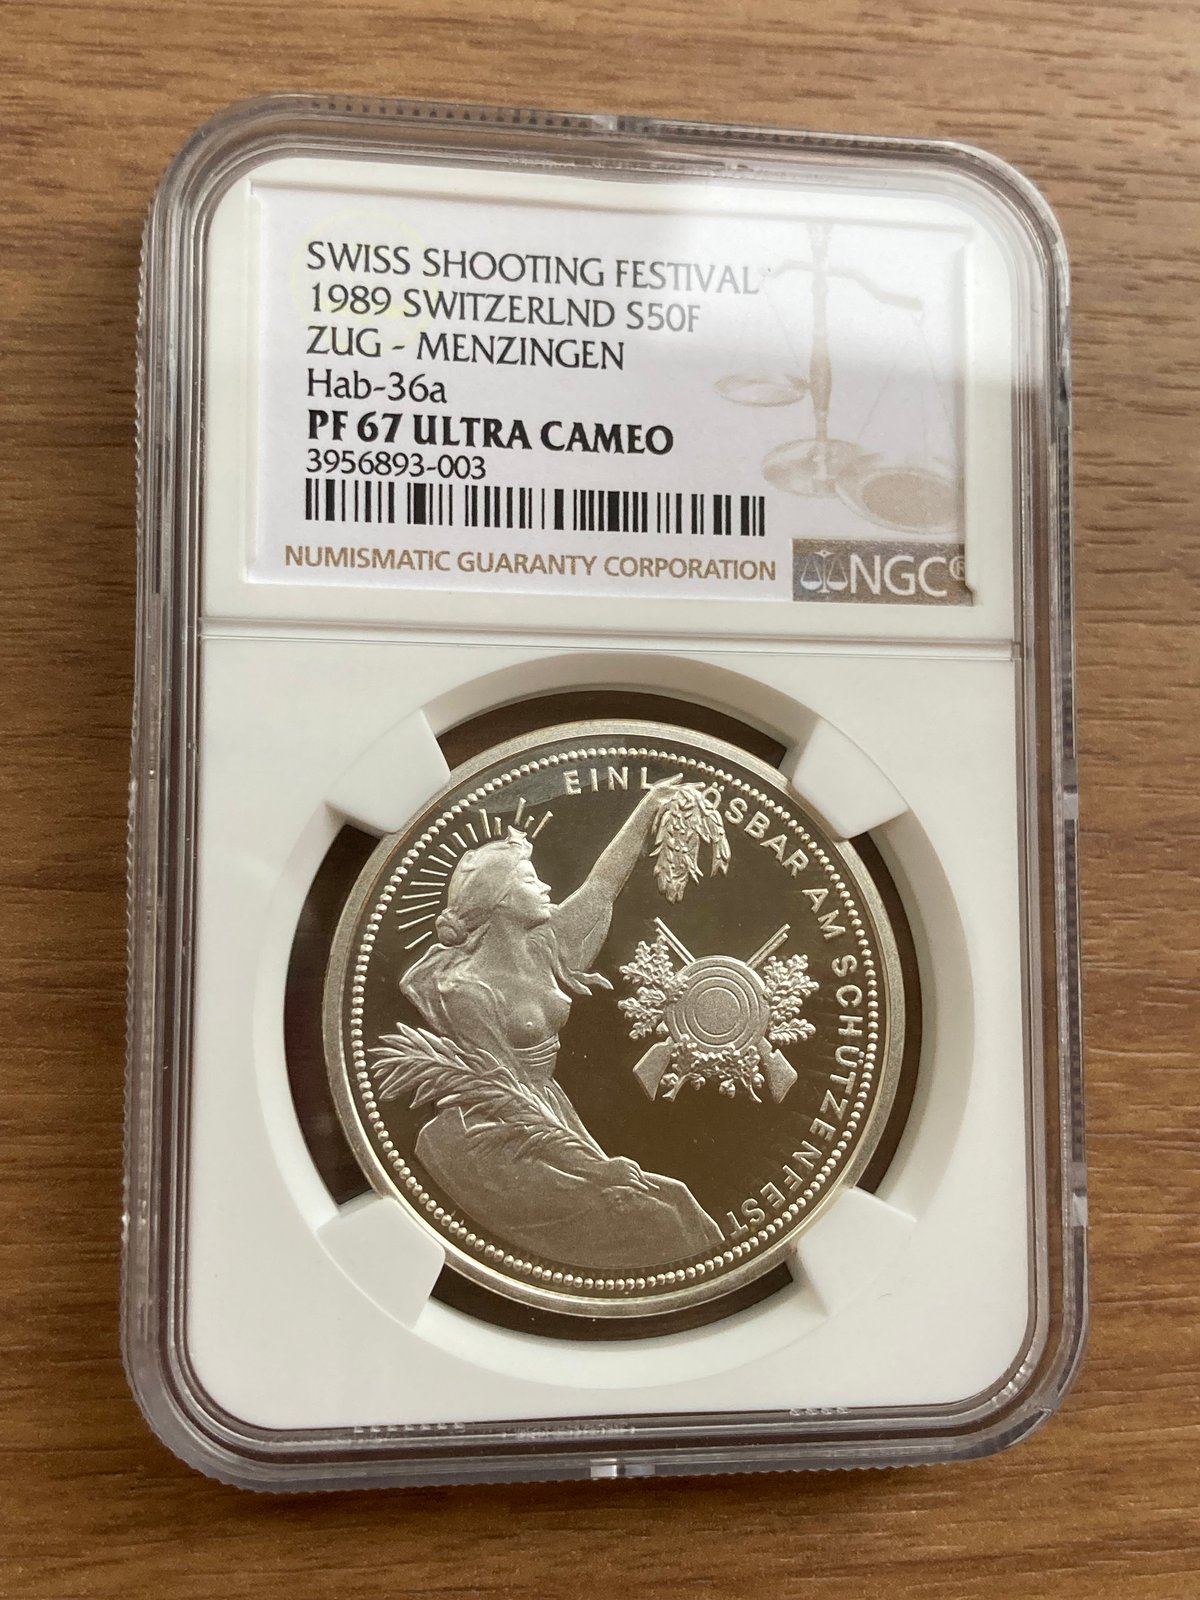 SWISS SHOOTING FESTIVAL
1989 SWITZERLND S50F
ZUG - MENZINGEN
Hab-36a
PF 67 ULTRA CAMEO
3956893-003
NUMISMATIC GUARANTY CORPORATION
NGC®
EINLÖSBAR AM SCHÜTZENFEST